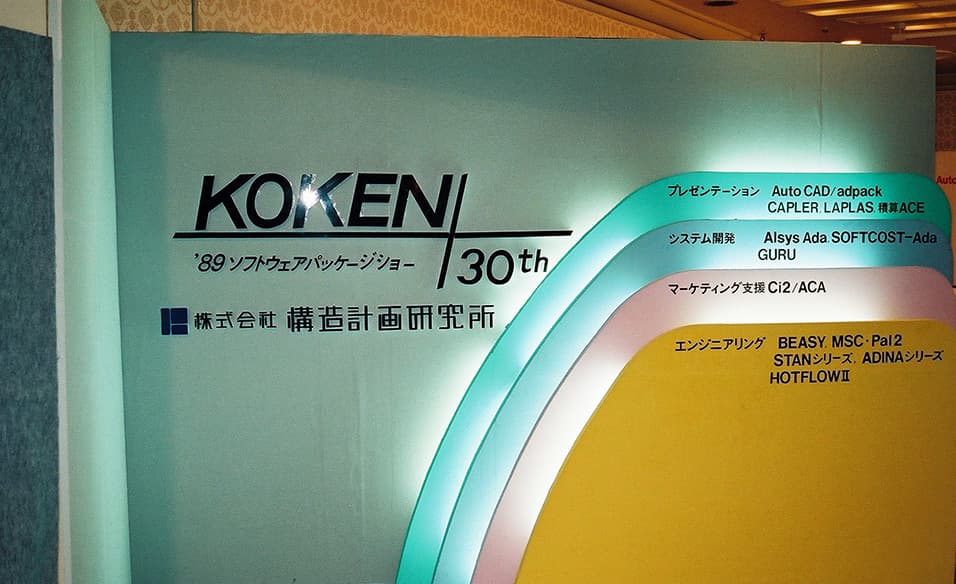 KOKEN
30th
'89 ソフトウェアパッケージショー
株式会社 構造計画研究所
プレゼンテーション Auto CAD/adpack
CAPLER, LAPLAS, 積算ACE
システム開発 Alsys Ada, SOFTCOST-Ada
GURU
マーケティング支援 Ci2/ACA
エンジニアリング BEASY, MSC・Pal2
STANシリーズ, ADINAシリーズ
HOTFLOWⅡ
Auto